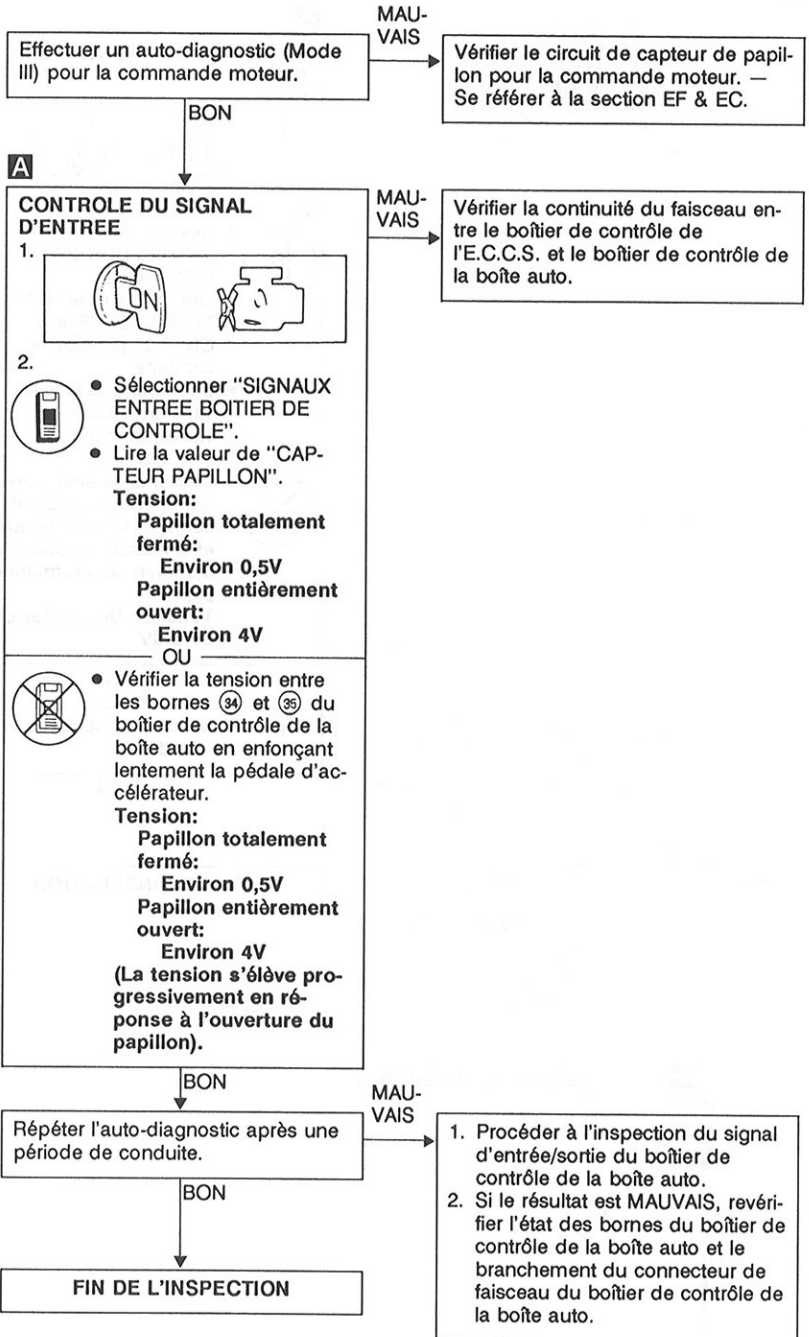 Effectuer un auto-diagnostic (Mode
III) pour la commande moteur.
MAU-
VAIS
Vérifier le circuit de capteur de papil-
lon pour la commande moteur. —
Se référer à la section EF & EC.
BON
A
CONTROLE DU SIGNAL
D'ENTREE
1.
ON
2.
● Sélectionner "SIGNAUX
ENTREE BOITIER DE
CONTROLE".
● Lire la valeur de "CAP-
TEUR PAPILLON".
Tension:
Papillon totalement
fermé:
Environ 0,5V
Papillon entièrement
ouvert:
Environ 4V
OU
● Vérifier la tension entre
les bornes 34 et 35 du
boîtier de contrôle de la
boîte auto en enfonçant
lentement la pédale d'ac-
célérateur.
Tension:
Papillon totalement
fermé:
Environ 0,5V
Papillon entièrement
ouvert:
Environ 4V
(La tension s'élève pro-
gressivement en ré-
ponse à l'ouverture du
papillon).
MAU-
VAIS
Vérifier la continuité du faisceau en-
tre le boîtier de contrôle de
l'E.C.C.S. et le boîtier de contrôle de
la boîte auto.
BON
Répéter l'auto-diagnostic après une
période de conduite.
MAU-
VAIS
1. Procéder à l'inspection du signal
d'entrée/sortie du boîtier de
contrôle de la boîte auto.
2. Si le résultat est MAUVAIS, revéri-
fier l'état des bornes du boîtier de
contrôle de la boîte auto et le
branchement du connecteur de
faisceau du boîtier de contrôle de
la boîte auto.
BON
FIN DE L'INSPECTION